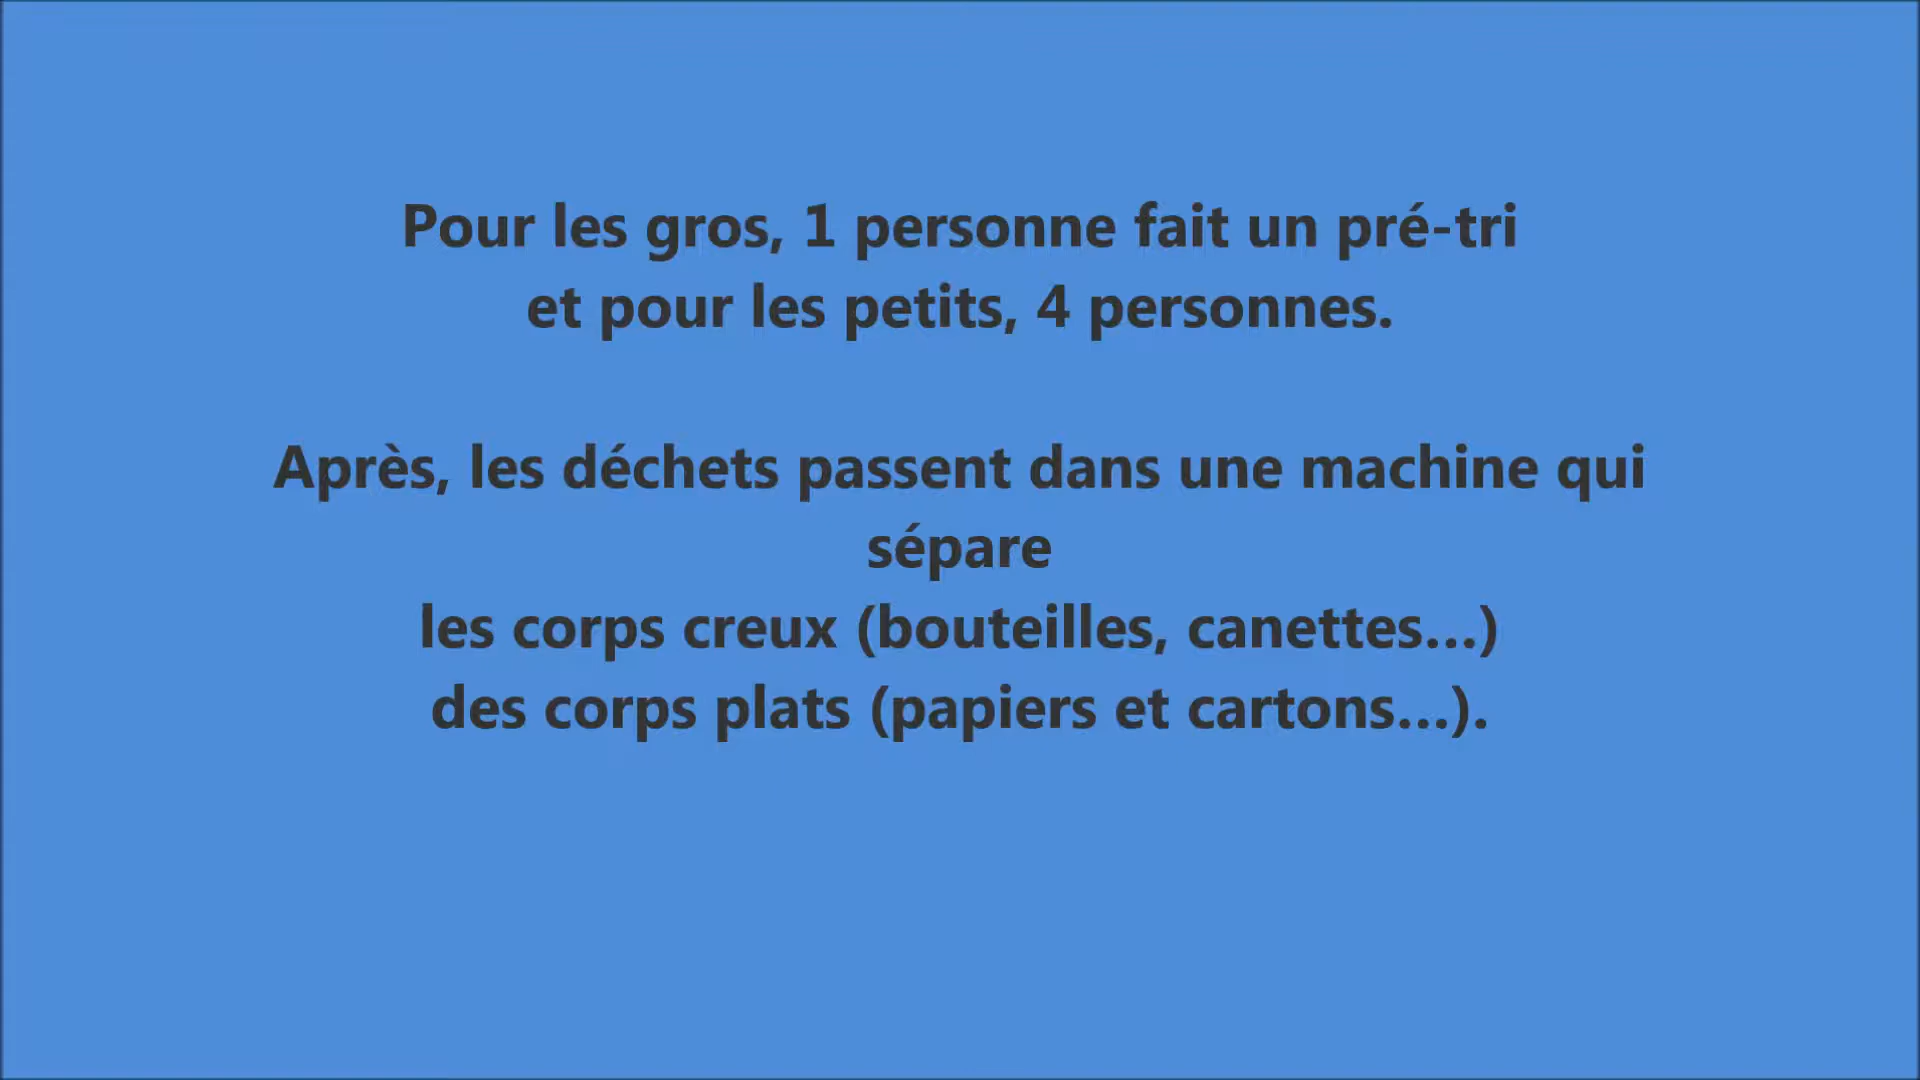 Pour les gros, 1 personne fait un pré-tri
et pour les petits, 4 personnes.
Après, les déchets passent dans une machine qui
sépare
les corps creux (bouteilles, canettes...)
des corps plats (papiers et cartons...).